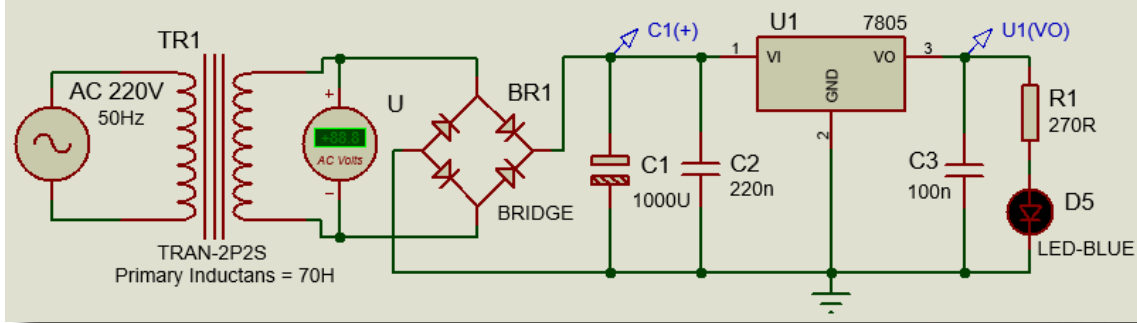 TR1
AC 220V
50Hz
TRAN-2P2S
Primary Inductans = 70H
+
U
+88.8
AC Volts
−
BR1
BRIDGE
C1(+)
C1
1000U
C2
220n
U1
7805
1
VI
VO
3
GND
2
U1(VO)
C3
100n
R1
270R
D5
LED-BLUE